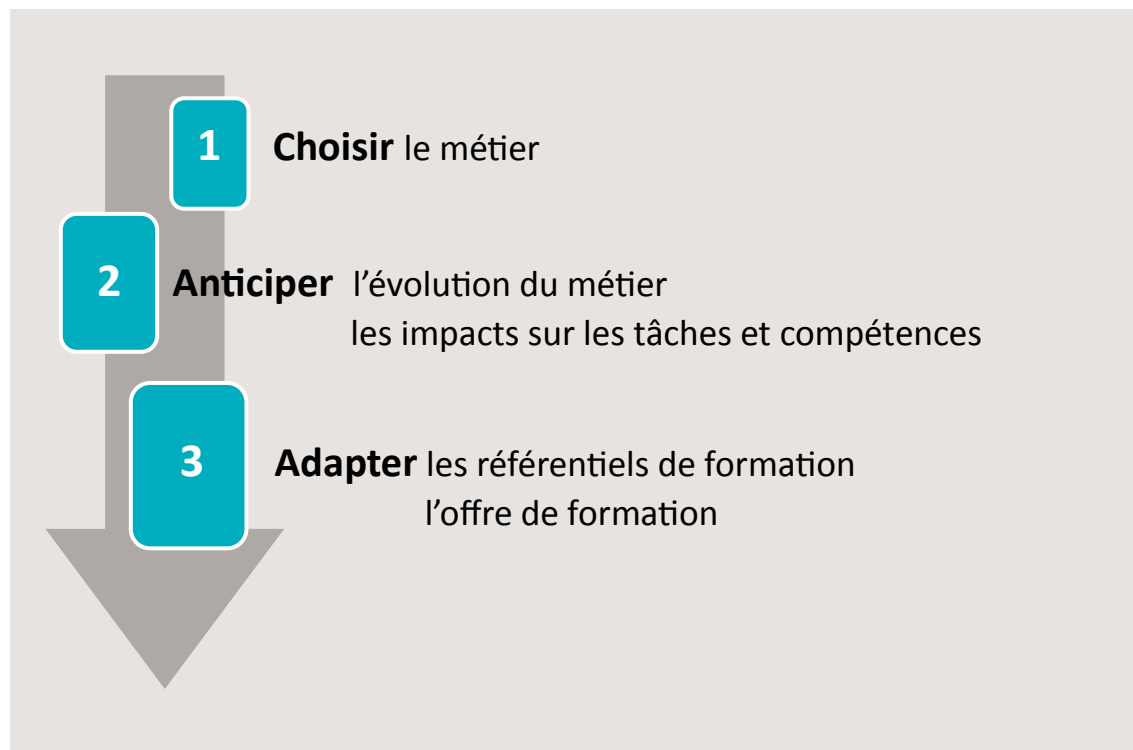 1 Choisir le métier
2 Anticiper l’évolution du métier
les impacts sur les tâches et compétences
3 Adapter les référentiels de formation
l’offre de formation